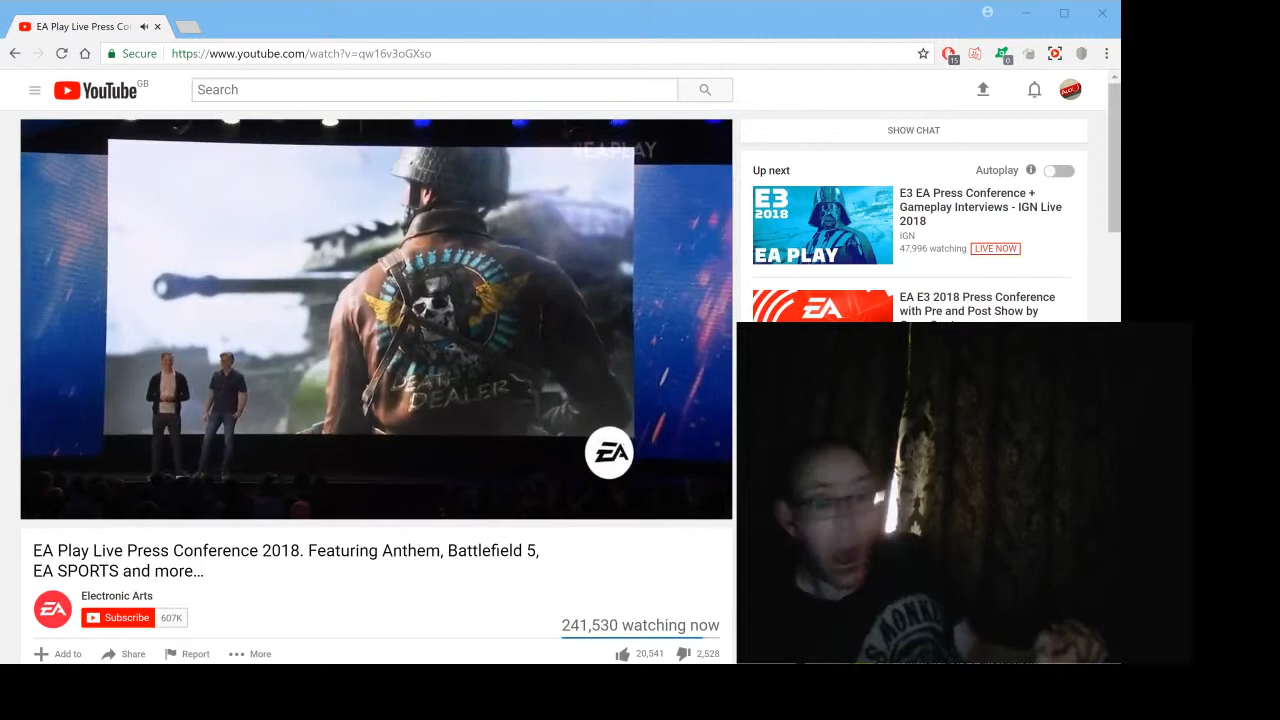 EA Play Live Press Co
Secure
https://www.youtube.com/watch?v=qw16v3oGXso
15
0
YouTube GB
Search
EAPLAY
DEATH
DEALER
EA
SHOW CHAT
Up next
Autoplay
E3
2018
EA PLAY
E3 EA Press Conference +
Gameplay Interviews - IGN Live
2018
IGN
47,996 watching
LIVE NOW
EA
EA E3 2018 Press Conference
with Pre and Post Show by
MONKEY
EA Play Live Press Conference 2018. Featuring Anthem, Battlefield 5,
EA SPORTS and more…
EA
Electronic Arts
Subscribe 607K
241,530 watching now
Add to
Share
Report
More
20,541
2,528